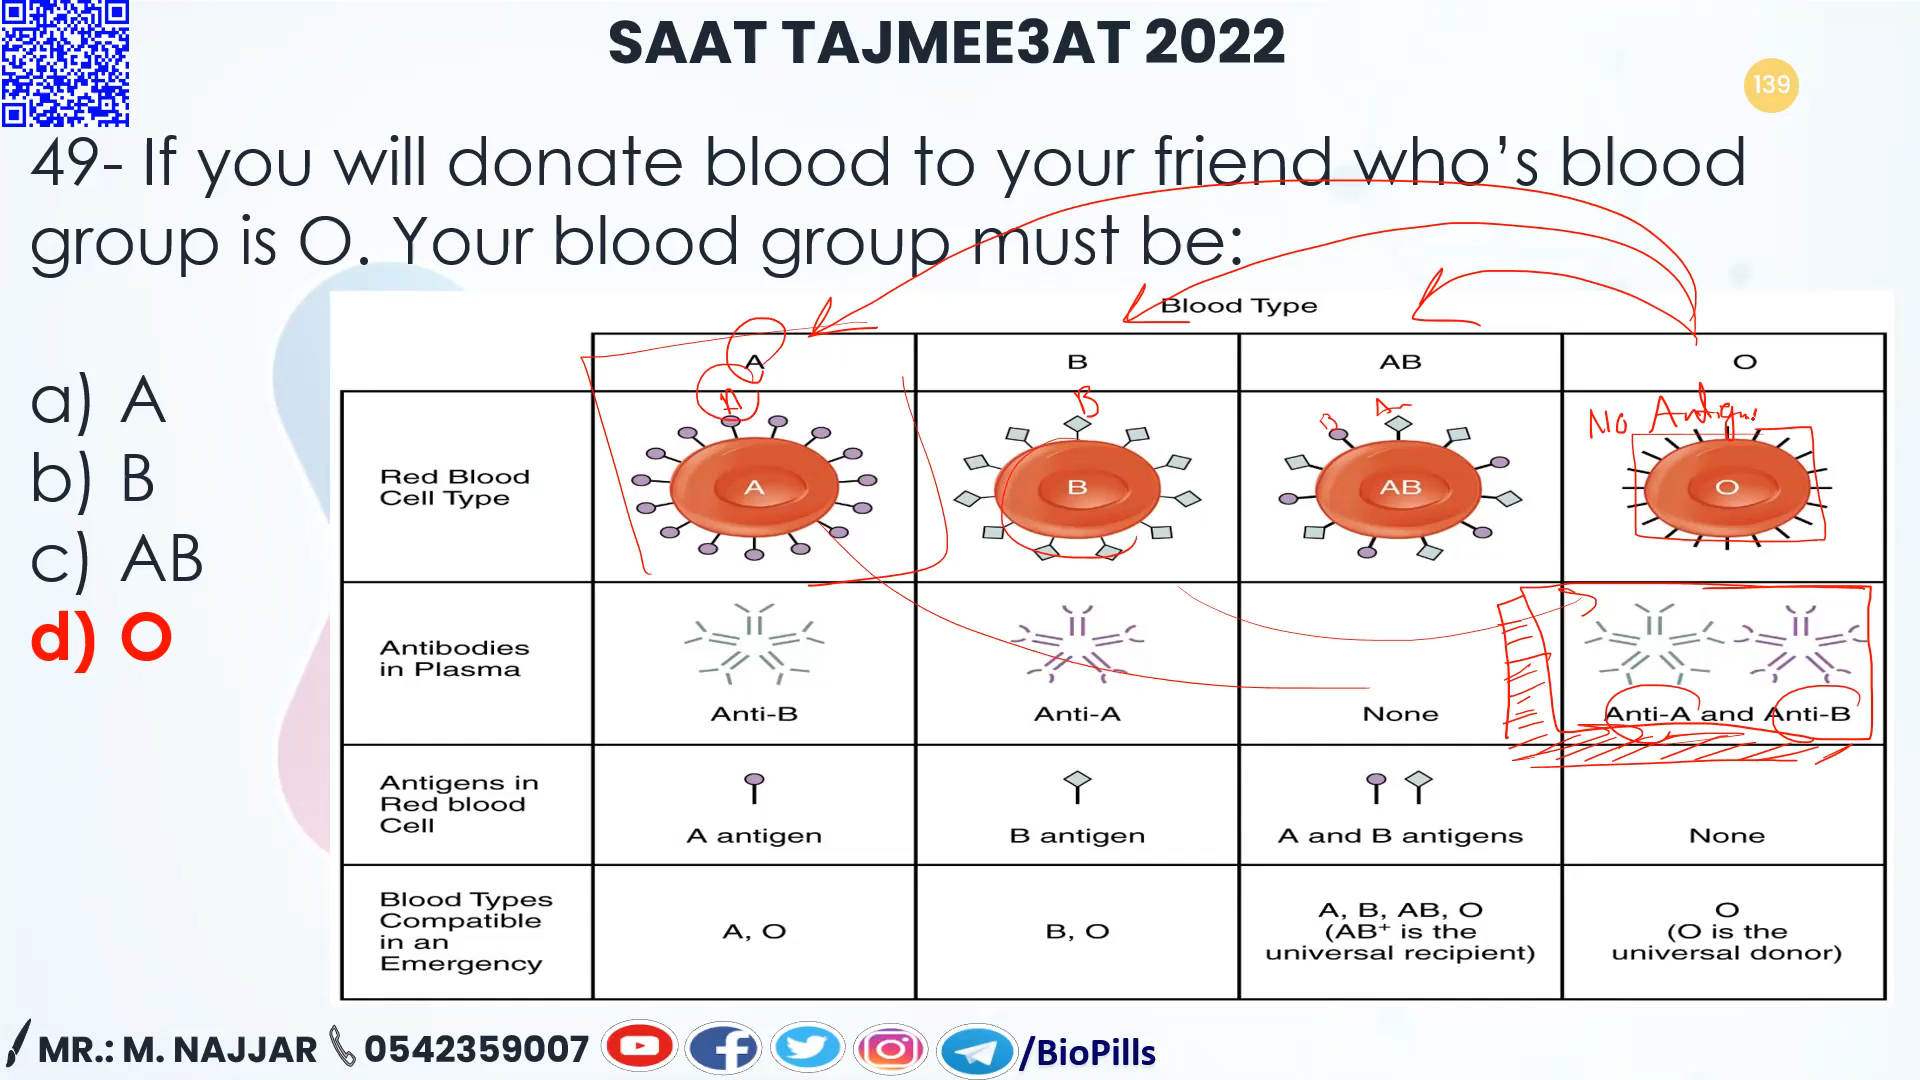 SAAT TAJMEE3AT 2022
139
49- If you will donate blood to your friend who’s blood
group is O. Your blood group must be:
a) A
b) B
c) AB
d) O
Blood Type
A
B
AB
O
B
No Antigen
Red Blood
Cell Type
A
B
AB
O
Antibodies
in Plasma
Anti-B
Anti-A
None
Anti-A and Anti-B
Antigens in
Red blood
Cell
A antigen
B antigen
A and B antigens
None
Blood Types
Compatible
in an
Emergency
A, O
B, O
A, B, AB, O
(AB⁺ is the
universal recipient)
O
(O is the
universal donor)
MR.: M. NAJJAR 0542359007 /BioPills